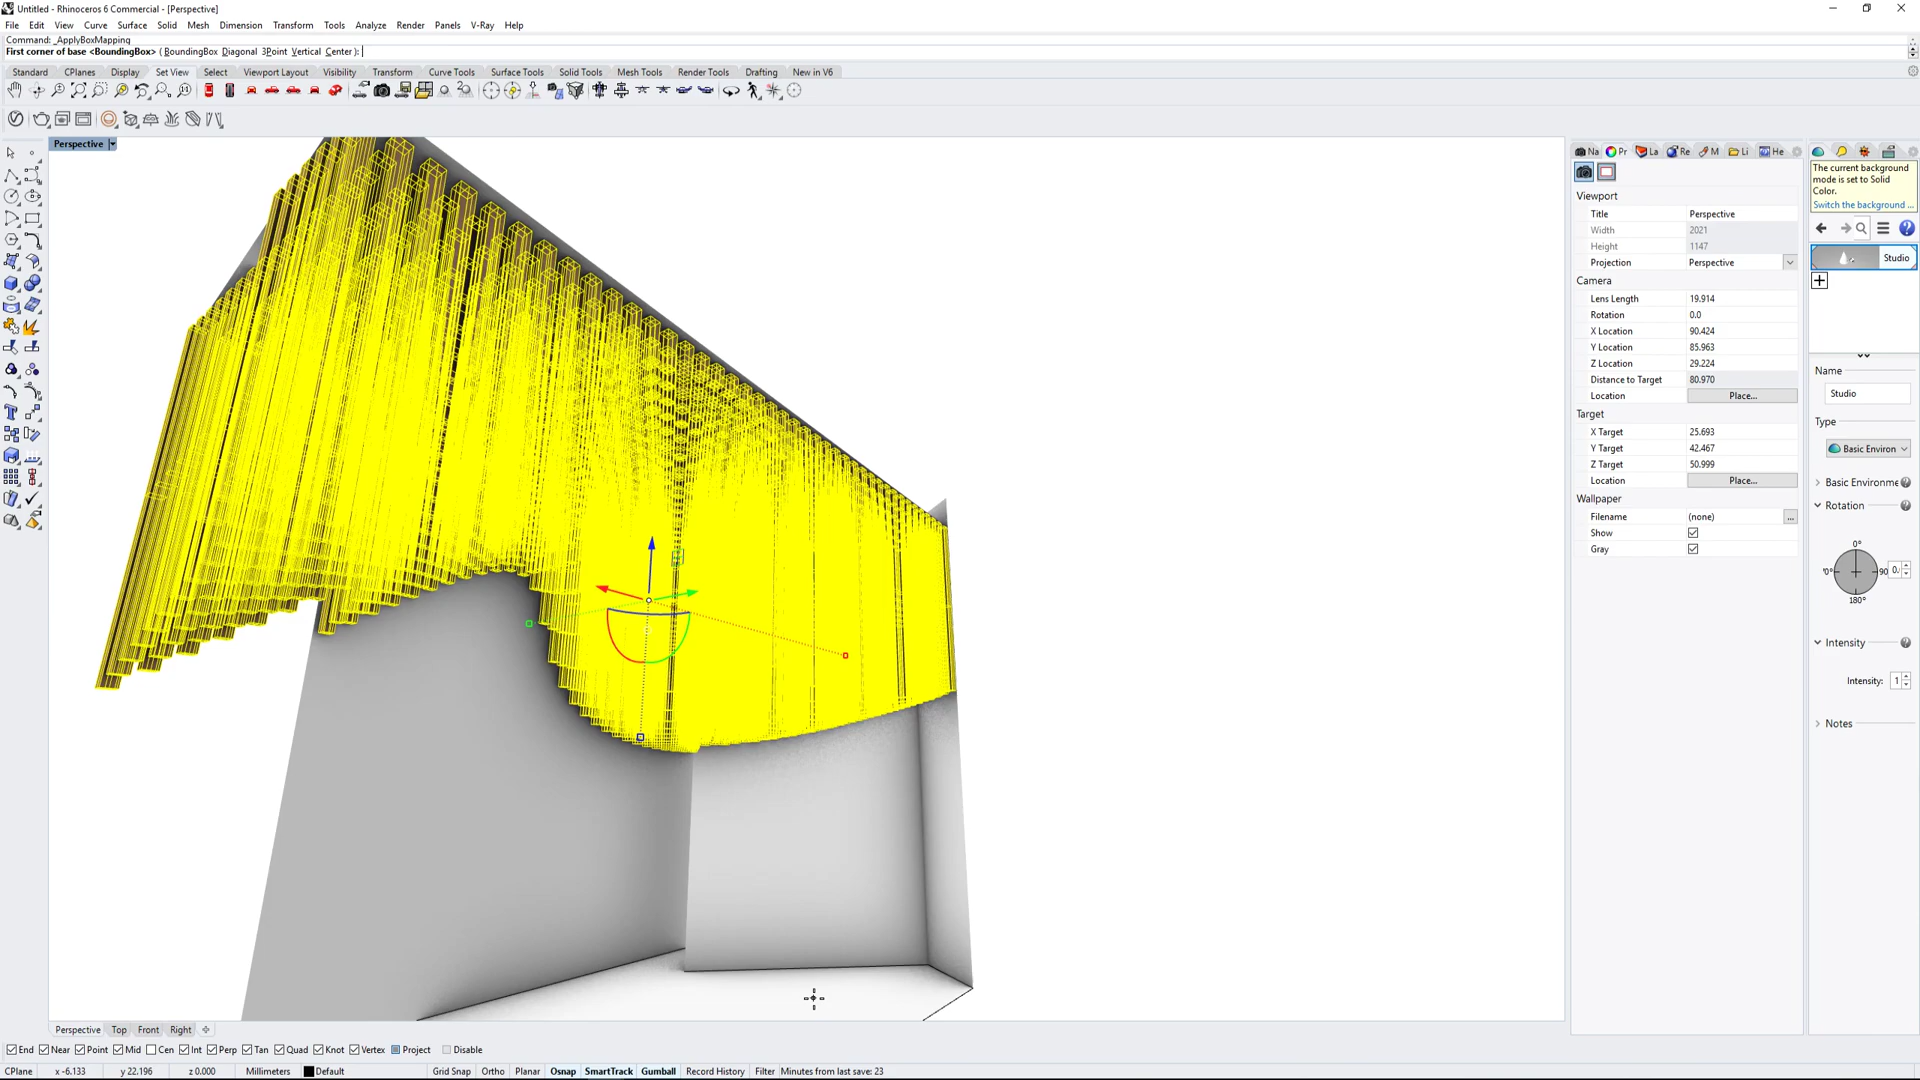 Untitled - Rhinoceros 6 Commercial - [Perspective]
File Edit View Curve Surface Solid Mesh Dimension Transform Tools Analyze Render Panels V-Ray Help
Command: _ApplyBoxMapping
First corner of base <BoundingBox> ( BoundingBox Diagonal 3Point Vertical Center ):
Standard CPlanes Display Set View Select Viewport Layout Visibility Transform Curve Tools Surface Tools Solid Tools Mesh Tools Render Tools Drafting New in V6
Perspective
Na Pr La Re M Li He
Viewport
Title Perspective
Width 2021
Height 1147
Projection Perspective
Camera
Lens Length 19.914
Rotation 0.0
X Location 90.424
Y Location 85.963
Z Location 29.224
Distance to Target 80.970
Location Place...
Target
X Target 25.693
Y Target 42.467
Z Target 50.999
Location Place...
Wallpaper
Filename (none) ...
Show
Gray
The current background
mode is set to Solid
Color.
Switch the background ...
Studio
Name
Studio
Type
Basic Environ
Basic Environme
Rotation
0°
'0° 90 0.
180°
Intensity
Intensity: 1
Notes
Perspective Top Front Right
End Near Point Mid Cen Int Perp Tan Quad Knot Vertex Project Disable
CPlane x -6.133 y 22.196 z 0.000 Millimeters Default Grid Snap Ortho Planar Osnap SmartTrack Gumball Record History Filter Minutes from last save: 23